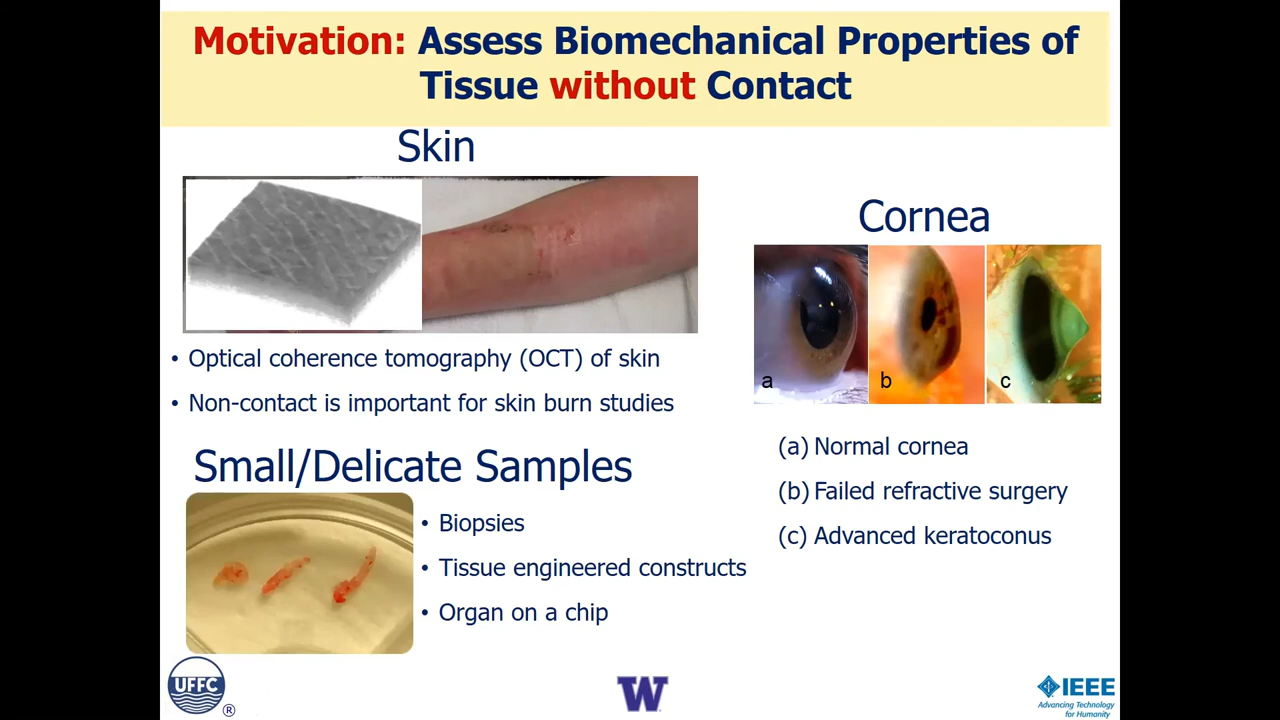 Motivation: Assess Biomechanical Properties of
Tissue without Contact
Skin
• Optical coherence tomography (OCT) of skin
• Non-contact is important for skin burn studies
Cornea
a
b
c
(a) Normal cornea
(b) Failed refractive surgery
(c) Advanced keratoconus
Small/Delicate Samples
• Biopsies
• Tissue engineered constructs
• Organ on a chip
UFFC
®
W
IEEE
Advancing Technology
for Humanity